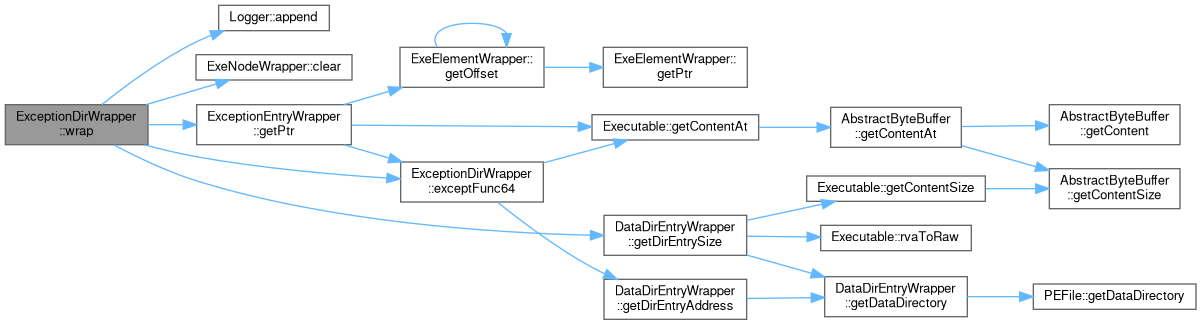 Logger::append
ExeNodeWrapper::clear
ExceptionDirWrapper
::wrap
ExceptionEntryWrapper
::getPtr
ExeElementWrapper::
getOffset
ExeElementWrapper::
getPtr
Executable::getContentAt
ExceptionDirWrapper
::exceptFunc64
AbstractByteBuffer
::getContentAt
AbstractByteBuffer
::getContent
AbstractByteBuffer
::getContentSize
Executable::getContentSize
DataDirEntryWrapper
::getDirEntrySize
Executable::rvaToRaw
DataDirEntryWrapper
::getDirEntryAddress
DataDirEntryWrapper
::getDataDirectory
PEFile::getDataDirectory